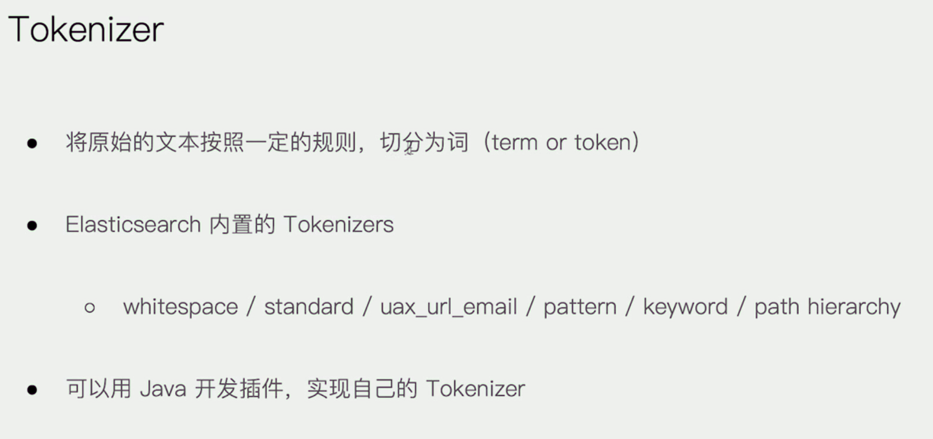 Tokenizer
● 将原始的文本按照一定的规则，切分为词（term or token）
● Elasticsearch 内置的 Tokenizers
○ whitespace / standard / uax_url_email / pattern / keyword / path hierarchy
● 可以用 Java 开发插件，实现自己的 Tokenizer